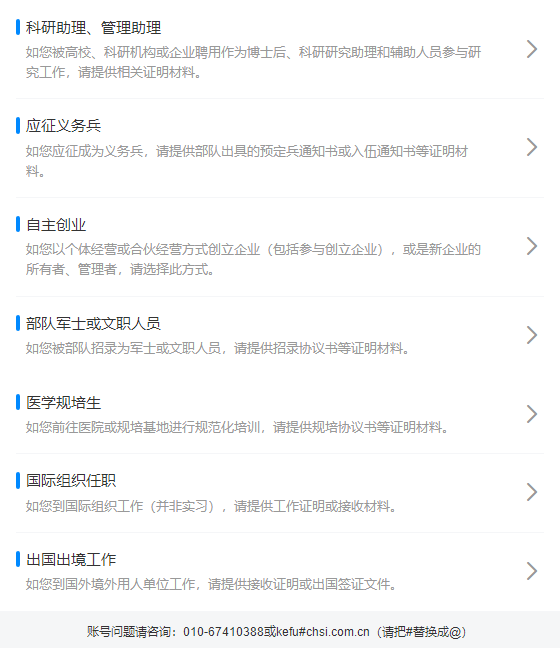 科研助理、管理助理
如您被高校、科研机构或企业聘用作为博士后、科研研究助理和辅助人员参与研
究工作，请提供相关证明材料。
应征义务兵
如您应征成为义务兵，请提供部队出具的预定兵通知书或入伍通知书等证明材
料。
自主创业
如您以个体经营或合伙经营方式创立企业（包括参与创立企业），或是新企业的
所有者、管理者，请选择此方式。
部队军士或文职人员
如您被部队招录为军士或文职人员，请提供招录协议书等证明材料。
医学规培生
如您前往医院或规培基地进行规范化培训，请提供规培协议书等证明材料。
国际组织任职
如您到国际组织工作（并非实习），请提供工作证明或接收材料。
出国出境工作
如您到国外境外用人单位工作，请提供接收证明或出国签证文件。
账号问题请咨询：010-67410388或kefu#chsi.com.cn（请把#替换成@）